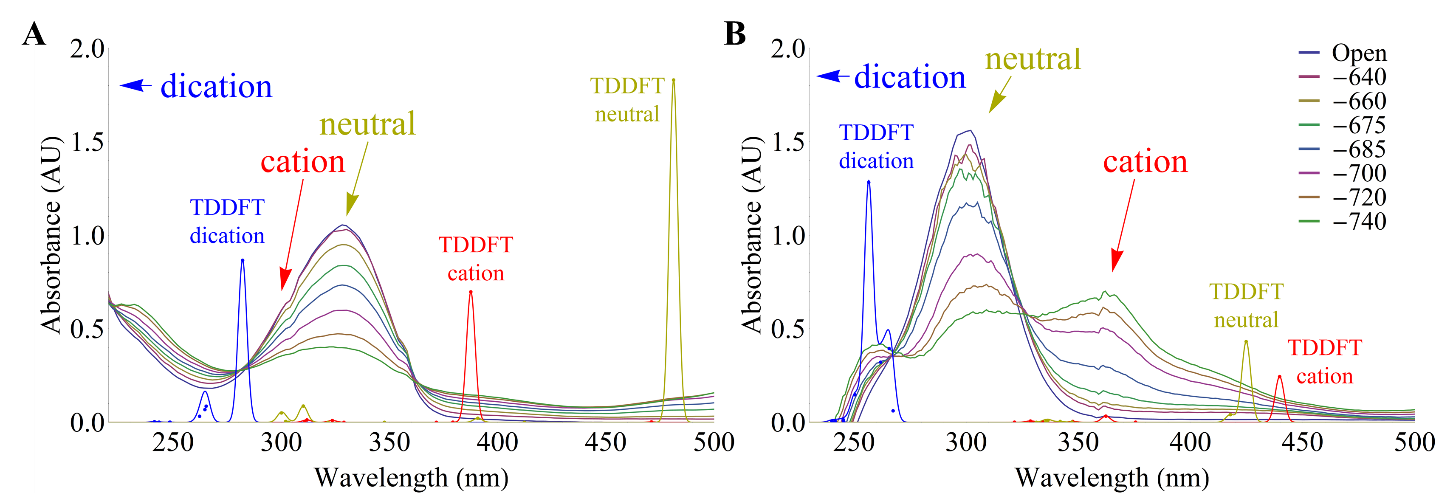 A
B
2.0
1.5
1.0
0.5
0.0
Absorbance (AU)
dication
neutral
cation
TDDFT
dication
TDDFT
cation
TDDFT
neutral
250
300
350
400
450
500
Wavelength (nm)
2.0
1.5
1.0
0.5
0.0
Absorbance (AU)
dication
neutral
cation
TDDFT
dication
TDDFT
neutral
TDDFT
cation
Open
−640
−660
−675
−685
−700
−720
−740
250
300
350
400
450
500
Wavelength (nm)